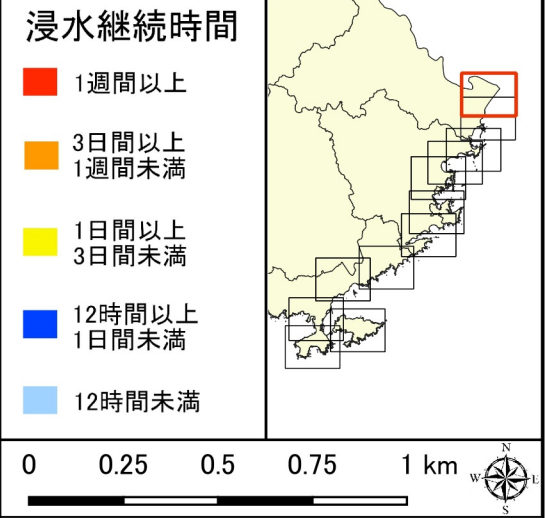 浸水継続時間
1週間以上
3日間以上
1週間未満
1日間以上
3日間未満
12時間以上
1日間未満
12時間未満
0 0.25 0.5 0.75 1 km
N
W E
S